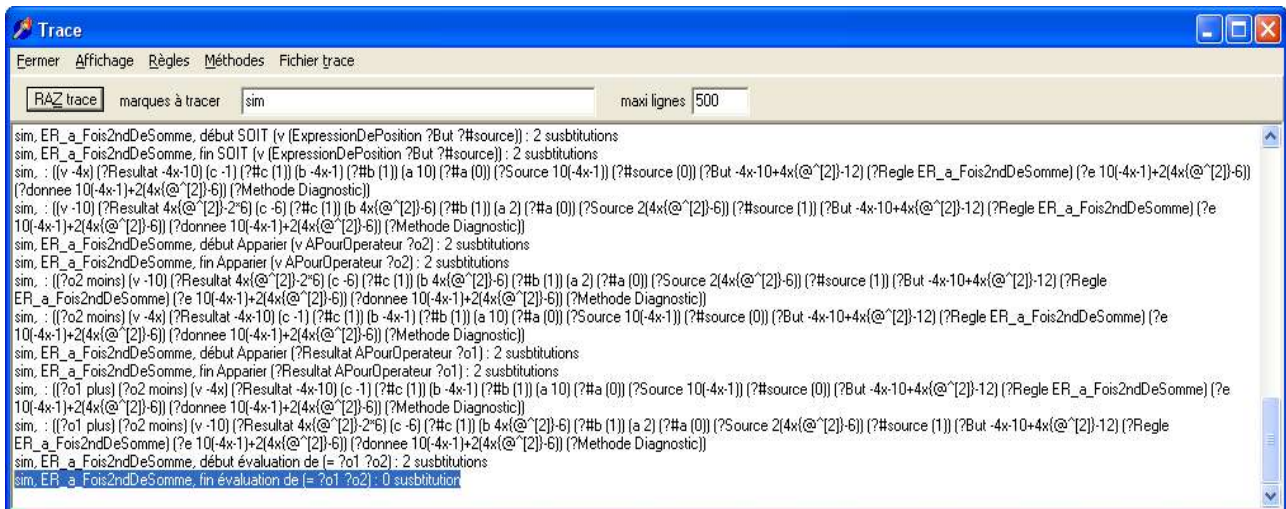 Trace
Fermer Affichage Règles Méthodes Fichier trace
RAZ trace marques à tracer sim maxi lignes 500
sim, ER_a_Fois2ndDeSomme, début SOIT (v (ExpressionDePosition ?But ?#source)) : 2 susbtitutions
sim, ER_a_Fois2ndDeSomme, fin SOIT (v (ExpressionDePosition ?But ?#source)) : 2 susbtitutions
sim, : ((v -4x) (?Resultat -4x-10) (c -1) (?#c (1)) (b -4x-1) (?#b (1)) (a 10) (?#a (0)) (?Source 10(-4x-1)) (?#source (0)) (?But -4x-10+4x{@^[2]}-12) (?Regle ER_a_Fois2ndDeSomme) (?e 10(-4x-1)+2(4x{@^[2]}-6))
(?donnee 10(-4x-1)+2(4x{@^[2]}-6)) (?Methode Diagnostic))
sim, : ((v -10) (?Resultat 4x{@^[2]}-2*6) (c -6) (?#c (1)) (b 4x{@^[2]}-6) (?#b (1)) (a 2) (?#a (0)) (?Source 2(4x{@^[2]}-6)) (?#source (1)) (?But -4x-10+4x{@^[2]}-12) (?Regle ER_a_Fois2ndDeSomme) (?e
10(-4x-1)+2(4x{@^[2]}-6)) (?donnee 10(-4x-1)+2(4x{@^[2]}-6)) (?Methode Diagnostic))
sim, ER_a_Fois2ndDeSomme, début Apparier (v APourOperateur ?o2) : 2 susbtitutions
sim, ER_a_Fois2ndDeSomme, fin Apparier (v APourOperateur ?o2) : 2 susbtitutions
sim, : ((?o2 moins) (v -10) (?Resultat 4x{@^[2]}-2*6) (c -6) (?#c (1)) (b 4x{@^[2]}-6) (?#b (1)) (a 2) (?#a (0)) (?Source 2(4x{@^[2]}-6)) (?#source (1)) (?But -4x-10+4x{@^[2]}-12) (?Regle
ER_a_Fois2ndDeSomme) (?e 10(-4x-1)+2(4x{@^[2]}-6)) (?donnee 10(-4x-1)+2(4x{@^[2]}-6)) (?Methode Diagnostic))
sim, : ((?o2 moins) (v -4x) (?Resultat -4x-10) (c -1) (?#c (1)) (b -4x-1) (?#b (1)) (a 10) (?#a (0)) (?Source 10(-4x-1)) (?#source (0)) (?But -4x-10+4x{@^[2]}-12) (?Regle ER_a_Fois2ndDeSomme) (?e
10(-4x-1)+2(4x{@^[2]}-6)) (?donnee 10(-4x-1)+2(4x{@^[2]}-6)) (?Methode Diagnostic))
sim, ER_a_Fois2ndDeSomme, début Apparier (?Resultat APourOperateur ?o1) : 2 susbtitutions
sim, ER_a_Fois2ndDeSomme, fin Apparier (?Resultat APourOperateur ?o1) : 2 susbtitutions
sim, : ((?o1 plus) (?o2 moins) (v -4x) (?Resultat -4x-10) (c -1) (?#c (1)) (b -4x-1) (?#b (1)) (a 10) (?#a (0)) (?Source 10(-4x-1)) (?#source (0)) (?But -4x-10+4x{@^[2]}-12) (?Regle ER_a_Fois2ndDeSomme) (?e
10(-4x-1)+2(4x{@^[2]}-6)) (?donnee 10(-4x-1)+2(4x{@^[2]}-6)) (?Methode Diagnostic))
sim, : ((?o1 plus) (?o2 moins) (v -10) (?Resultat 4x{@^[2]}-2*6) (c -6) (?#c (1)) (b 4x{@^[2]}-6) (?#b (1)) (a 2) (?#a (0)) (?Source 2(4x{@^[2]}-6)) (?#source (1)) (?But -4x-10+4x{@^[2]}-12) (?Regle
ER_a_Fois2ndDeSomme) (?e 10(-4x-1)+2(4x{@^[2]}-6)) (?donnee 10(-4x-1)+2(4x{@^[2]}-6)) (?Methode Diagnostic))
sim, ER_a_Fois2ndDeSomme, début évaluation de (= ?o1 ?o2) : 2 susbtitutions
sim, ER_a_Fois2ndDeSomme, fin évaluation de (= ?o1 ?o2) : 0 susbtitution